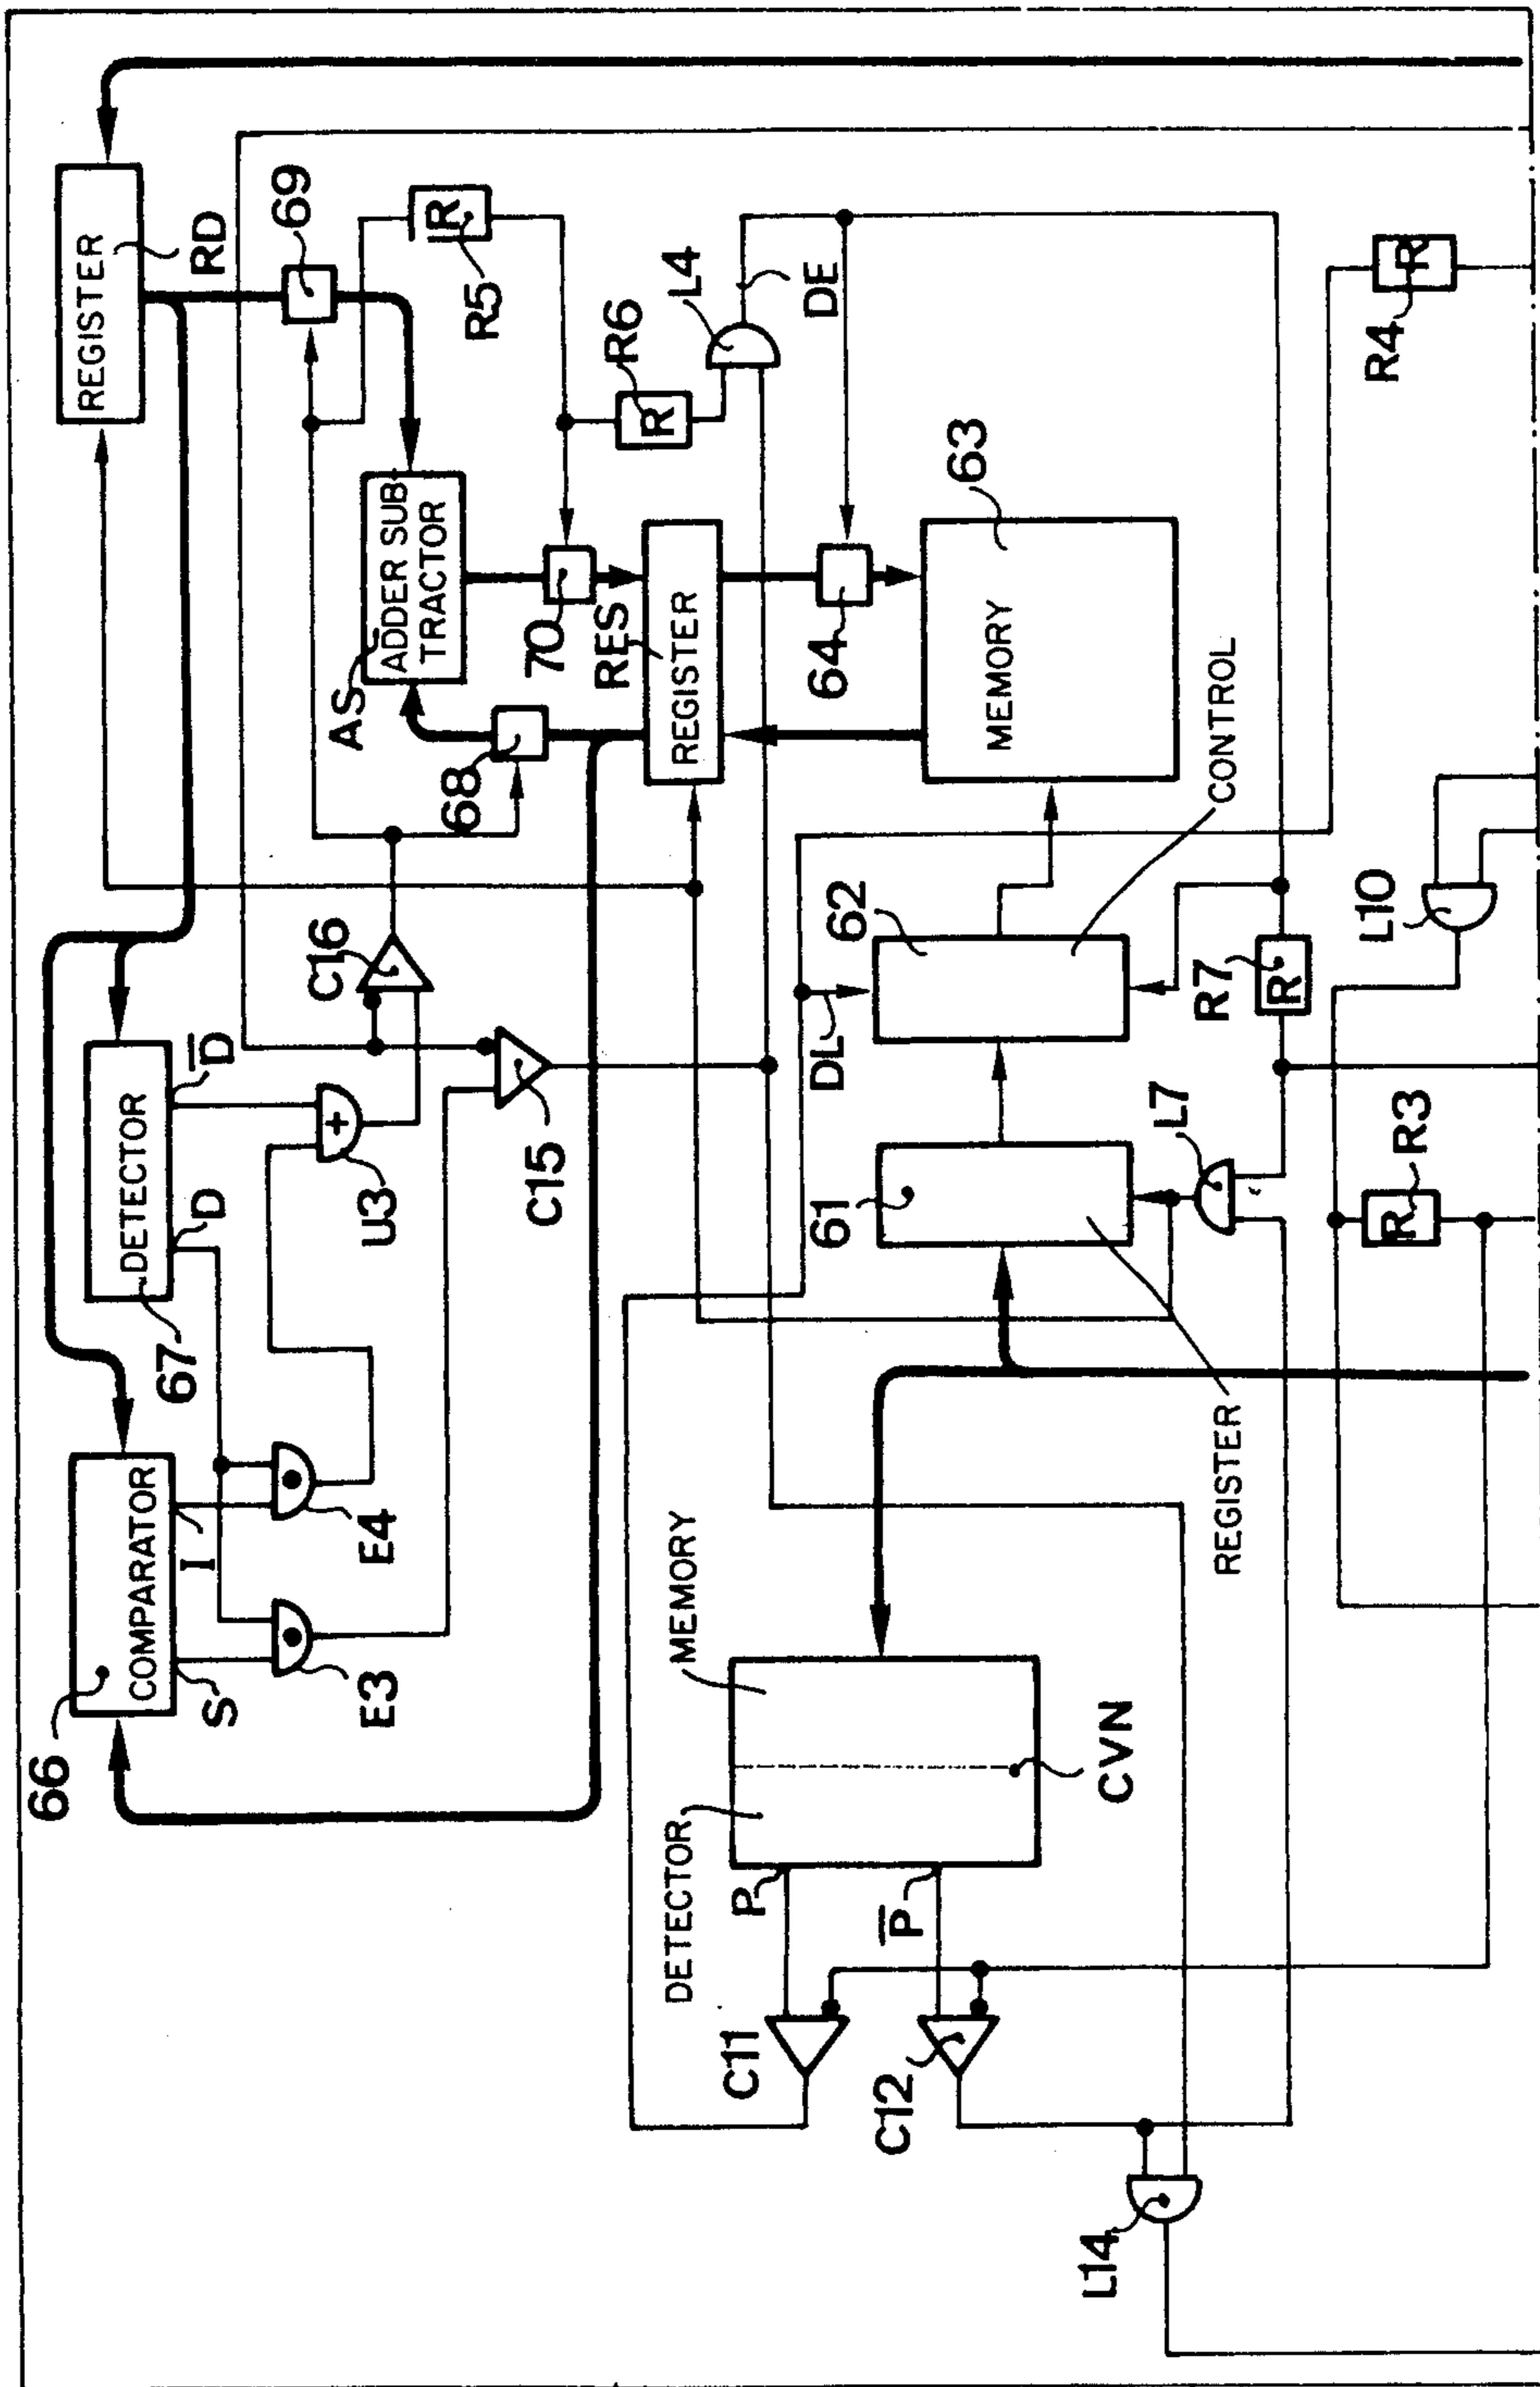 REGISTER
RD
69
R
R5
R6
R
L4
DE
R
R4
ADDER SUB
TRACTOR
AS
70
RES
REGISTER
68
64
63
MEMORY
CONTROL
62
DL
R7
R
L10
C16
D̅
DETECTOR
D
67
U3
C15
61
L7
R3
R
REGISTER
66
COMPARATOR
I
S
E4
E3
MEMORY
DETECTOR
CVN
P
P̅
C11
C12
L14